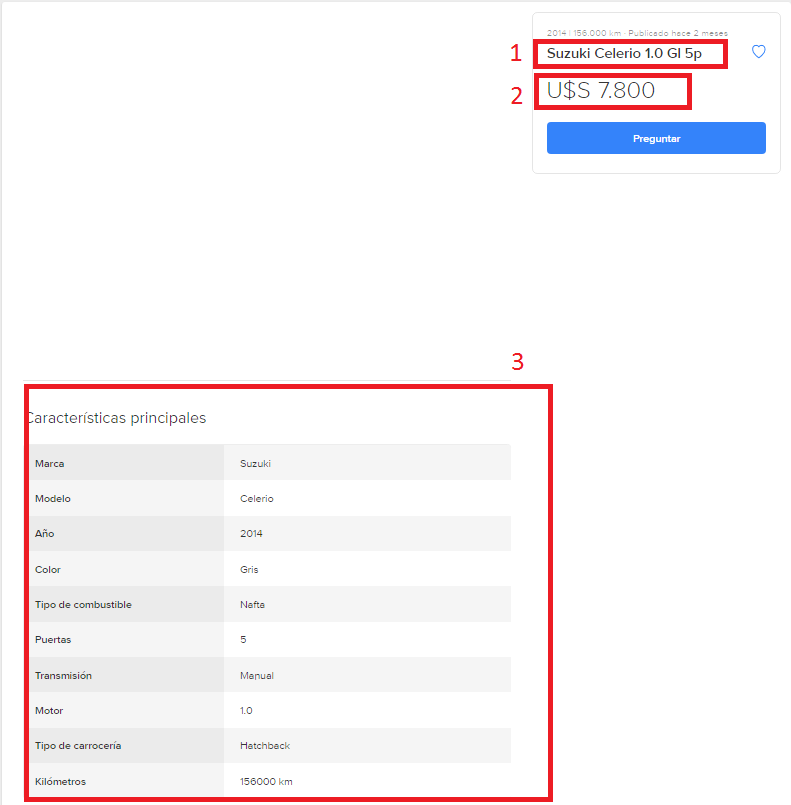 2014 | 156.000 km · Publicado hace 2 meses
1 Suzuki Celerio 1.0 Gl 5p
2 U$S 7.800
Preguntar
3
Características principales
Marca Suzuki
Modelo Celerio
Año 2014
Color Gris
Tipo de combustible Nafta
Puertas 5
Transmisión Manual
Motor 1.0
Tipo de carrocería Hatchback
Kilómetros 156000 km